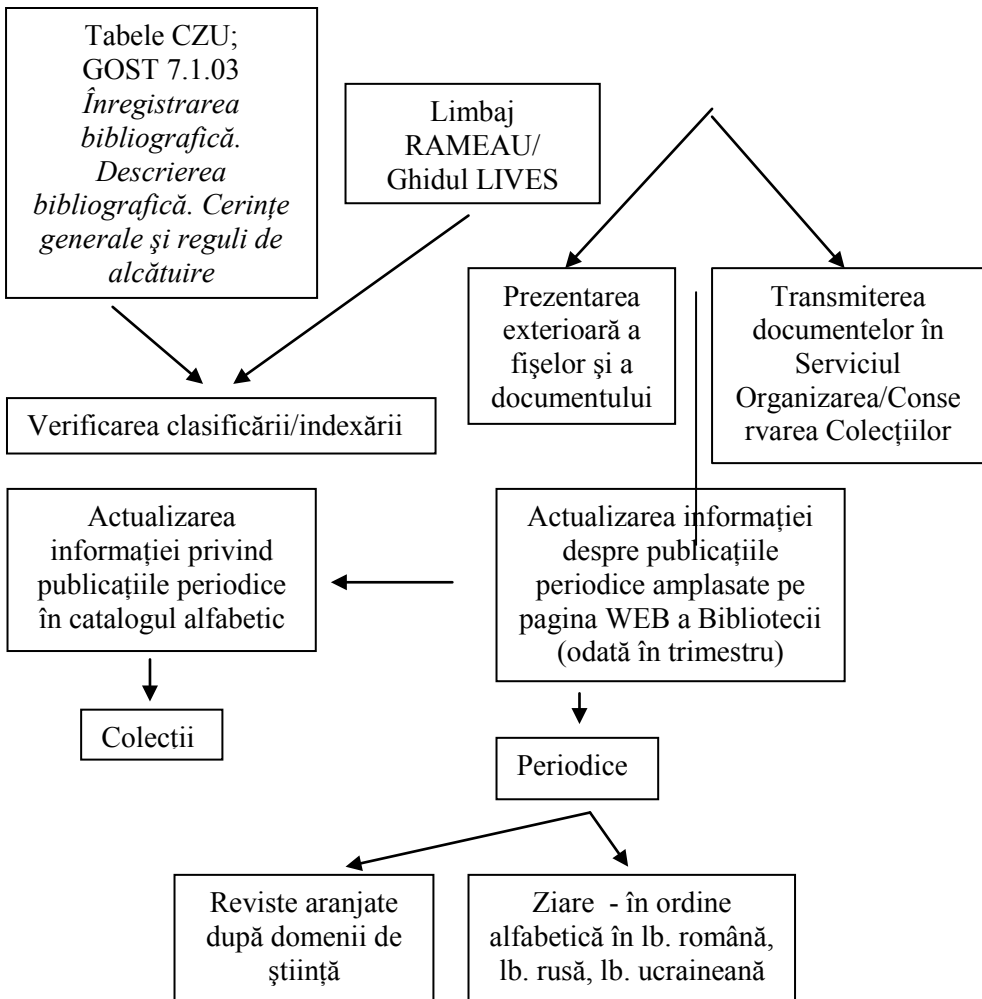 Tabele CZU;
GOST 7.1.03
Înregistrarea
bibliografică.
Descrierea
bibliografică. Cerințe
generale şi reguli de
alcătuire
Limbaj
RAMEAU/
Ghidul LIVES
Prezentarea
exterioară a
fişelor şi a
documentului
Transmiterea
documentelor în
Serviciul
Organizarea/Conse
rvarea Colecțiilor
Verificarea clasificării/indexării
Actualizarea
informației privind
publicațiile periodice
în catalogul alfabetic
Actualizarea informației
despre publicațiile
periodice amplasate pe
pagina WEB a Bibliotecii
(odată în trimestru)
Colecții
Periodice
Reviste aranjate
după domenii de
ştiință
Ziare - în ordine
alfabetică în lb. română,
lb. rusă, lb. ucraineană